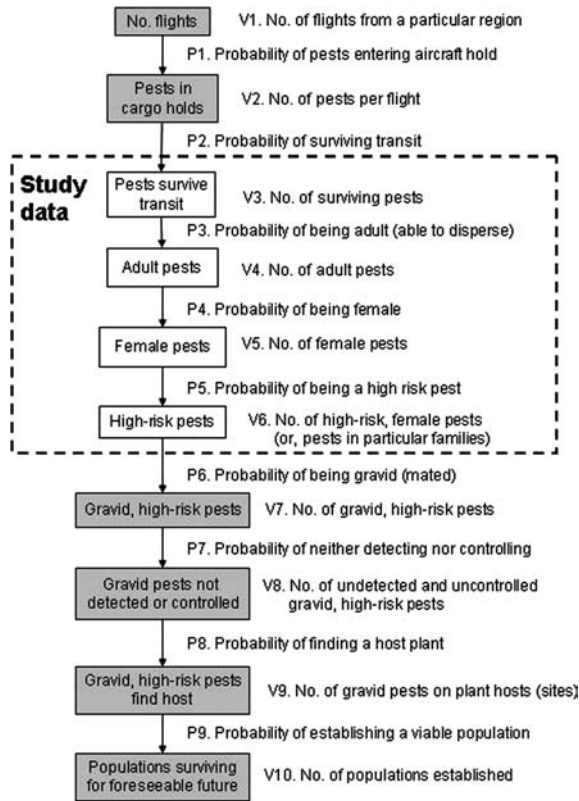 No. flights
V1. No. of flights from a particular region
P1. Probability of pests entering aircraft hold
Pests in
cargo holds
V2. No. of pests per flight
P2. Probability of surviving transit
Study
data
Pests survive
transit
V3. No. of surviving pests
P3. Probability of being adult (able to disperse)
Adult pests
V4. No. of adult pests
P4. Probability of being female
Female pests
V5. No. of female pests
P5. Probability of being a high risk pest
High-risk pests
V6. No. of high-risk, female pests
(or, pests in particular families)
P6. Probability of being gravid (mated)
Gravid, high-risk pests
V7. No. of gravid, high-risk pests
P7. Probability of neither detecting nor controlling
Gravid pests not
detected or controlled
V8. No. of undetected and uncontrolled
gravid, high-risk pests
P8. Probability of finding a host plant
Gravid, high-risk pests
find host
V9. No. of gravid pests on plant hosts (sites)
P9. Probability of establishing a viable population
Populations surviving
for foreseeable future
V10. No. of populations established